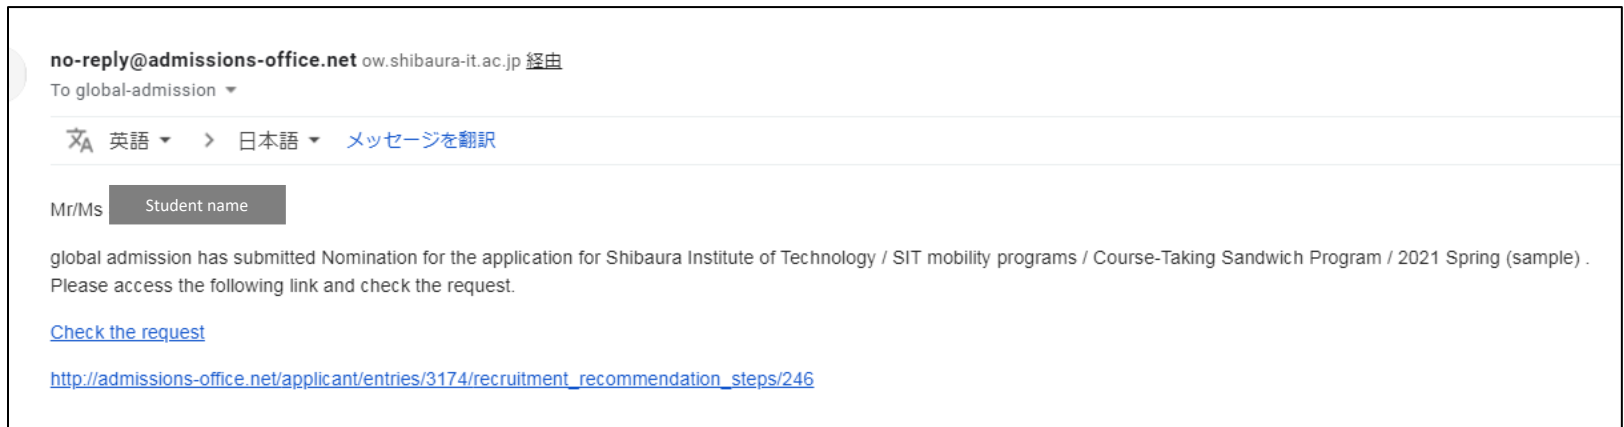 no-reply@admissions-office.net ow.shibaura-it.ac.jp 経由
To global-admission
英語 > 日本語 メッセージを翻訳
Mr/Ms Student name
global admission has submitted Nomination for the application for Shibaura Institute of Technology / SIT mobility programs / Course-Taking Sandwich Program / 2021 Spring (sample) .
Please access the following link and check the request.
Check the request
http://admissions-office.net/applicant/entries/3174/recruitment_recommendation_steps/246